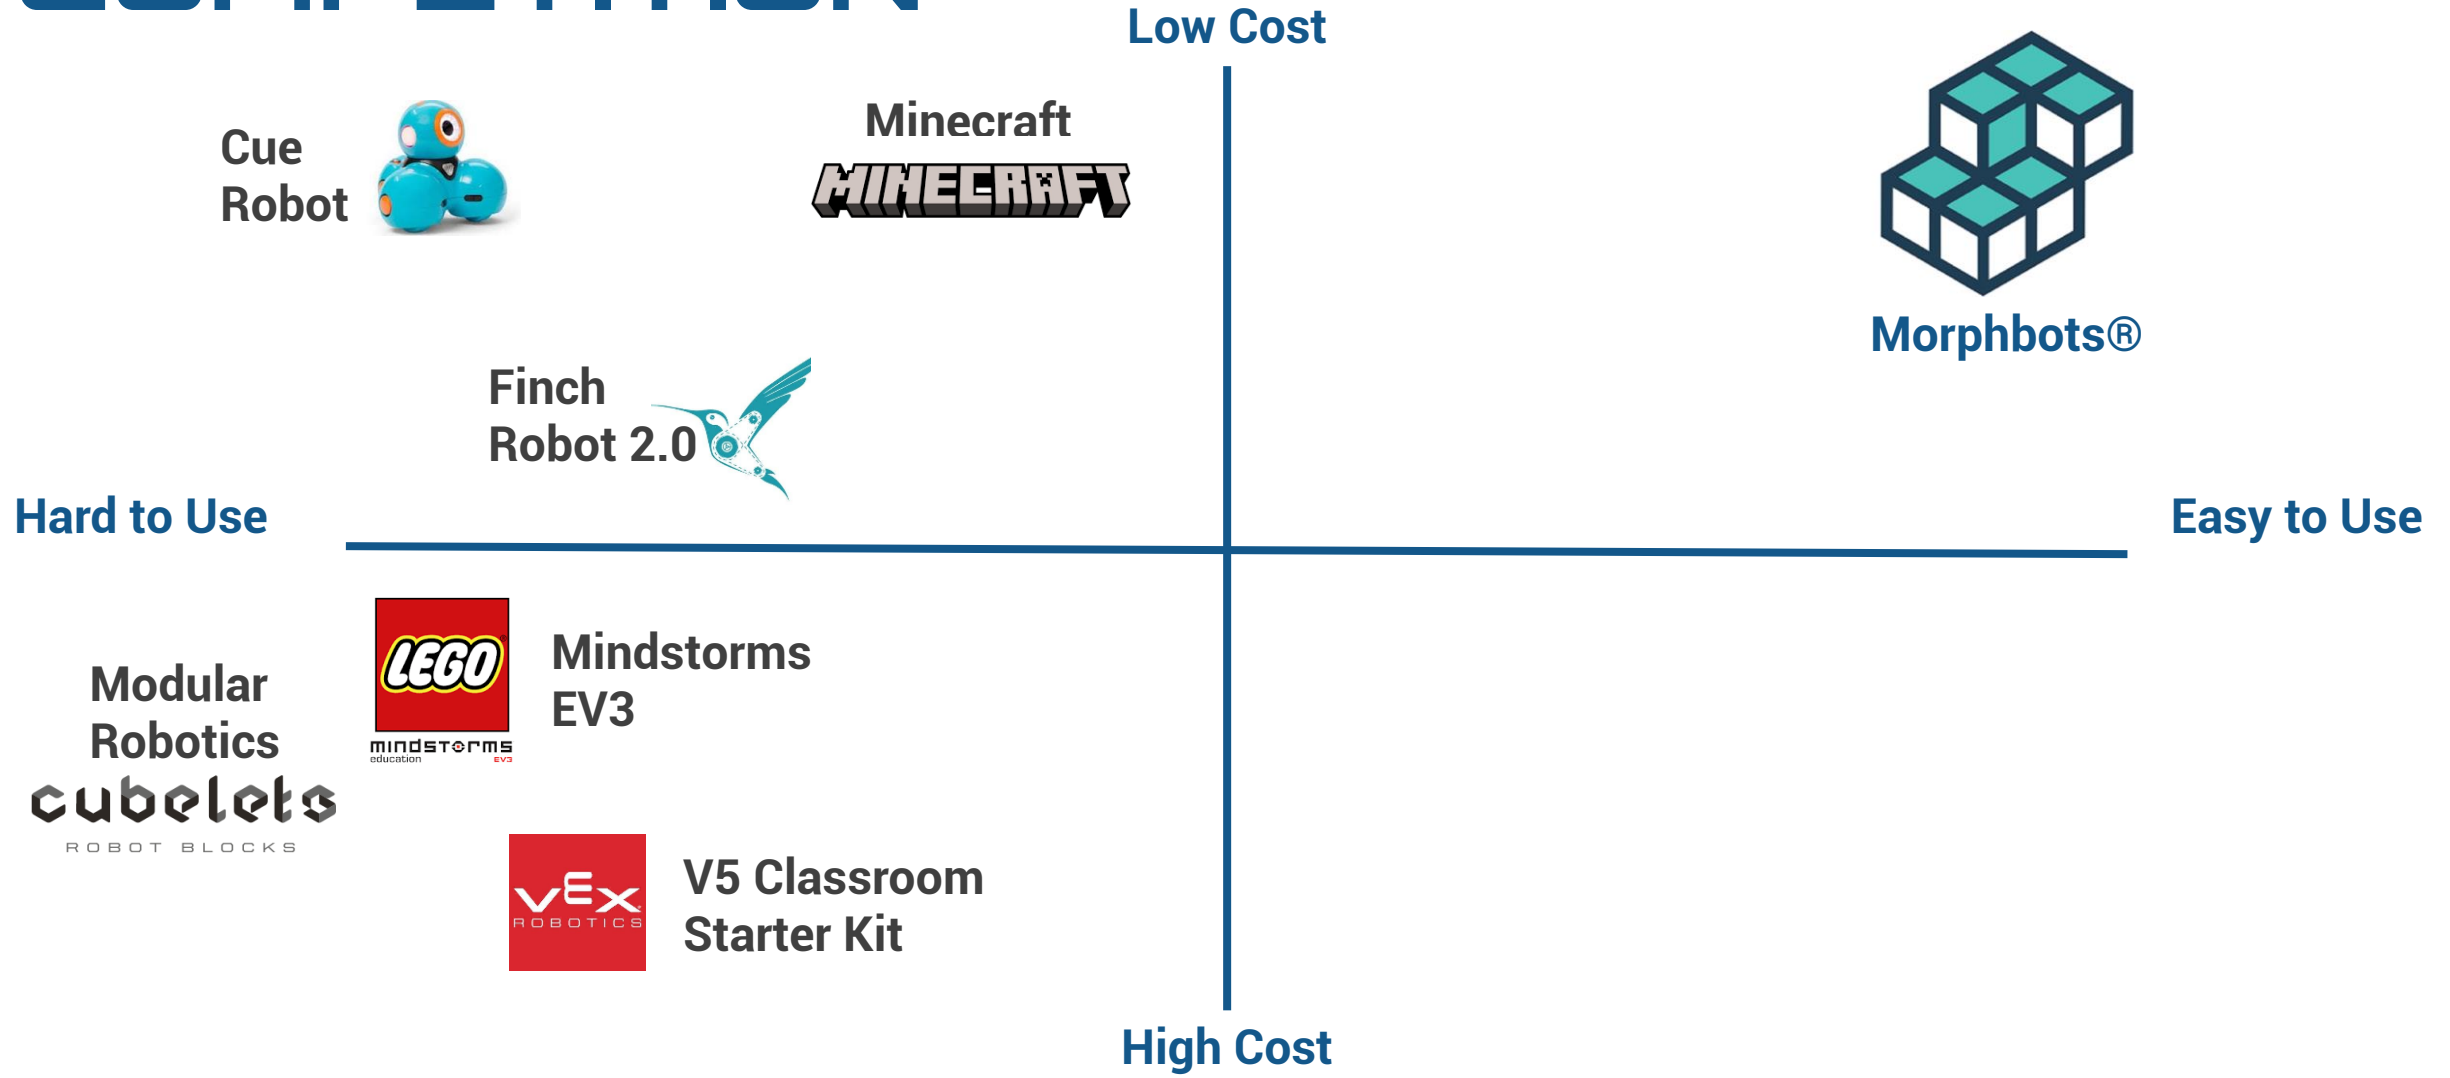 COMPETITION
Low Cost
Minecraft
MINECRAFT
Cue
Robot
Morphbots®
Finch
Robot 2.0
Hard to Use
Easy to Use
LEGO®
mindstorms
education EV3
Mindstorms
EV3
Modular
Robotics
cubelets
ROBOT BLOCKS
VEX
ROBOTICS
V5 Classroom
Starter Kit
High Cost